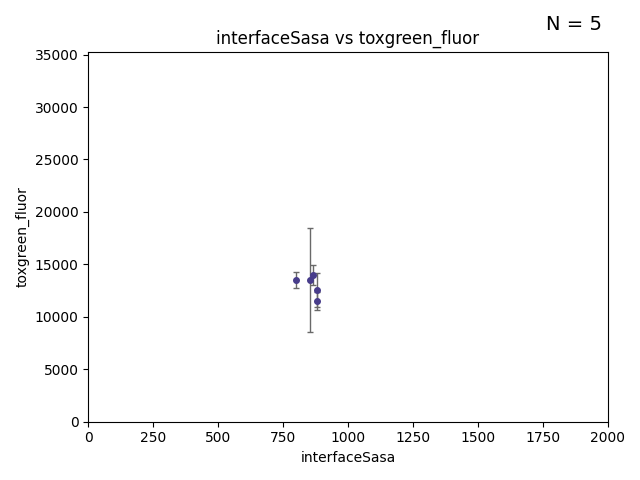 N = 5
interfaceSasa vs toxgreen_fluor
35000
30000
25000
20000
15000
10000
5000
0
toxgreen_fluor
0 250 500 750 1000 1250 1500 1750 2000
interfaceSasa